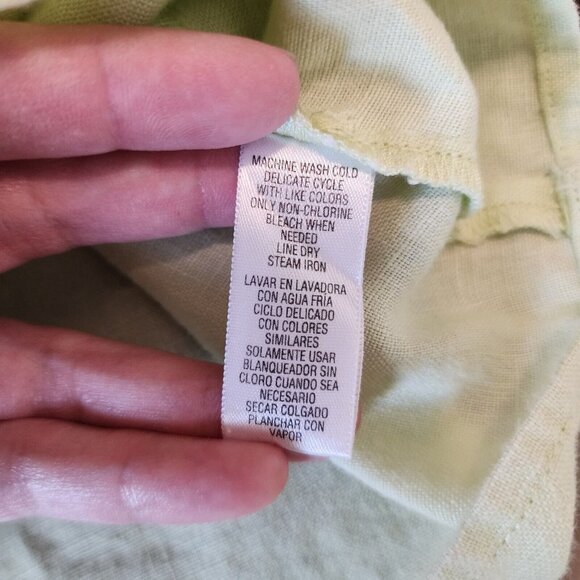 MACHINE WASH COLD
DELICATE CYCLE
WITH LIKE COLORS
ONLY NON-CHLORINE
BLEACH WHEN
NEEDED
LINE DRY
STEAM IRON
LAVAR EN LAVADORA
CON AGUA FRÍA
CICLO DELICADO
CON COLORES
SIMILARES
SOLAMENTE USAR
BLANQUEADOR SIN
CLORO CUANDO SEA
NECESARIO
SECAR COLGADO
PLANCHAR CON
VAPOR